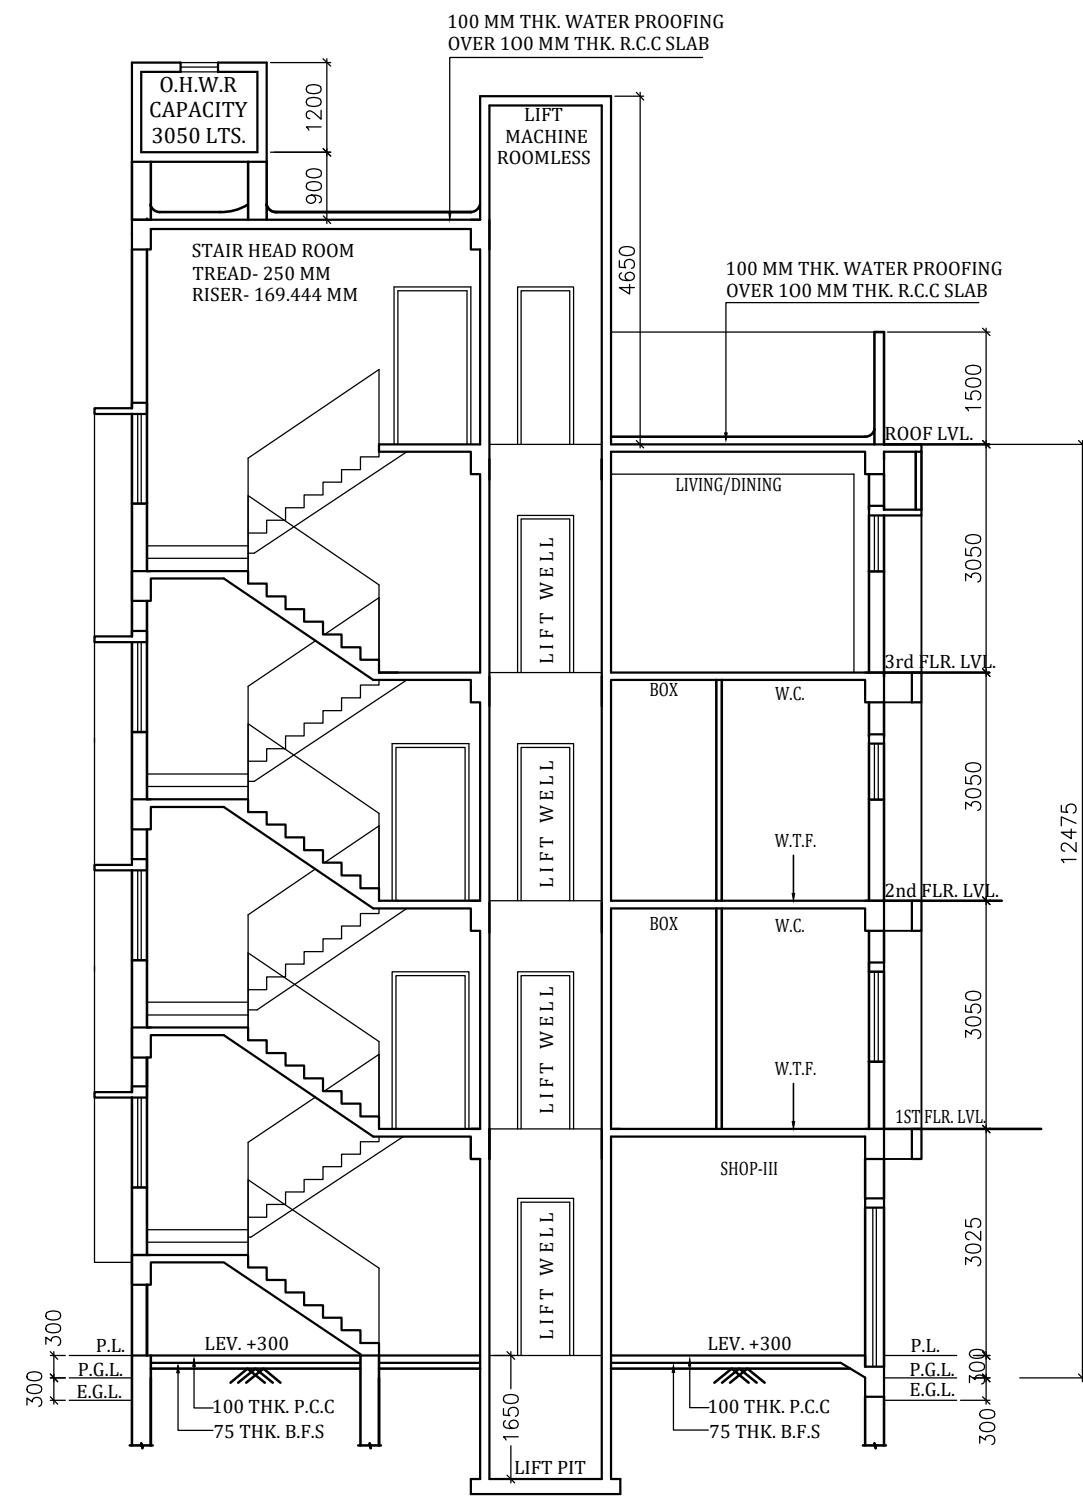 100 MM THK. WATER PROOFING
OVER 100 MM THK. R.C.C SLAB
O.H.W.R
CAPACITY
3050 LTS.
1200
900
LIFT
MACHINE
ROOMLESS
STAIR HEAD ROOM
TREAD- 250 MM
RISER- 169.444 MM
4650
100 MM THK. WATER PROOFING
OVER 100 MM THK. R.C.C SLAB
1500
ROOF LVL.
LIVING/DINING
LIFT WELL
3050
3rd FLR. LVL.
BOX
W.C.
LIFT WELL
3050
W.T.F.
12475
2nd FLR. LVL.
BOX
W.C.
LIFT WELL
3050
W.T.F.
1ST FLR. LVL.
SHOP-III
LIFT WELL
3025
300
P.L.
LEV. +300
LEV. +300
P.L.
300
P.G.L.
P.G.L.
300
E.G.L.
E.G.L.
300
100 THK. P.C.C
75 THK. B.F.S
1650
100 THK. P.C.C
75 THK. B.F.S
LIFT PIT